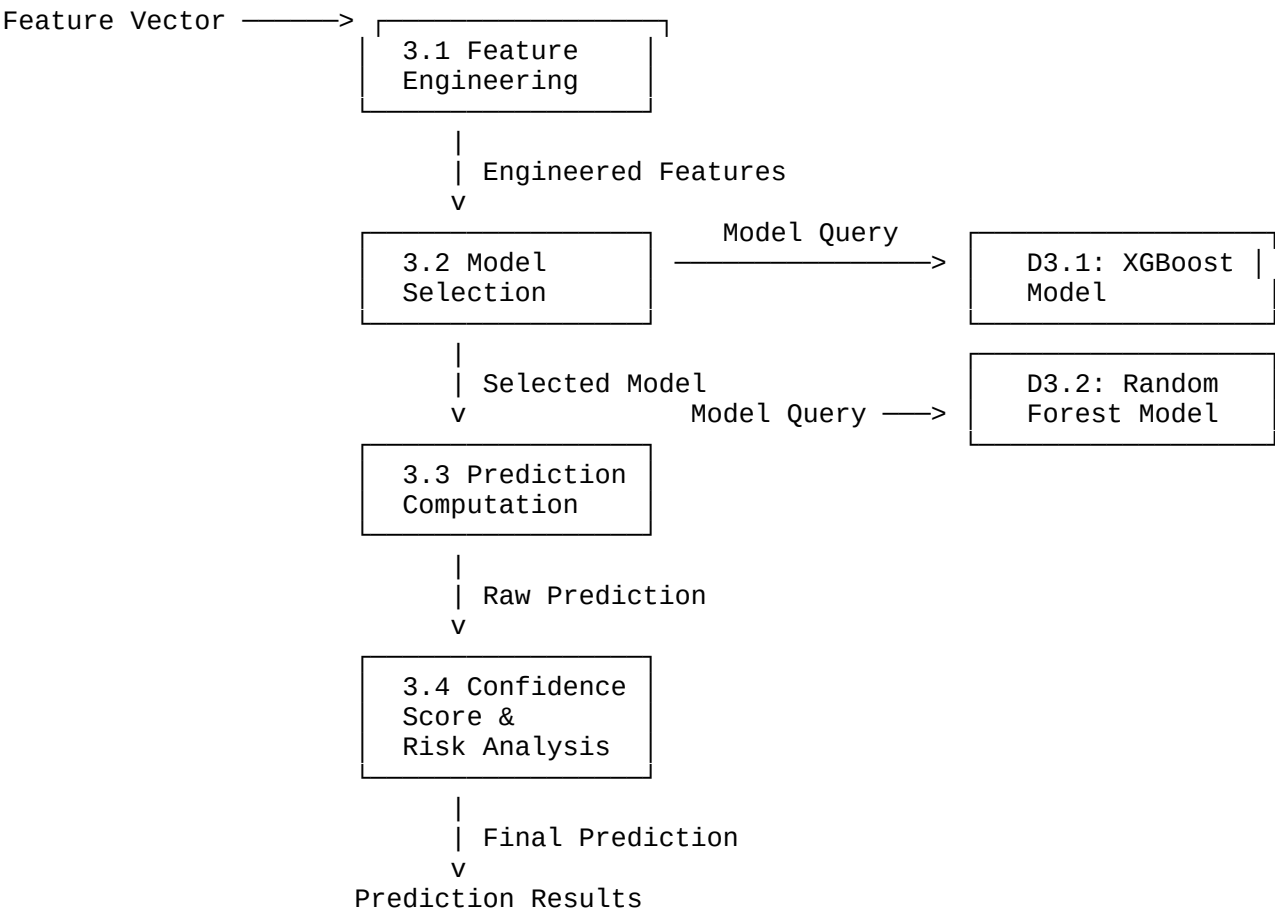 Feature Vector ──────>
3.1 Feature
Engineering
Engineered Features
v
Model Query
3.2 Model
Selection
D3.1: XGBoost
Model
Selected Model
v
Model Query ───>
D3.2: Random
Forest Model
3.3 Prediction
Computation
Raw Prediction
v
3.4 Confidence
Score &
Risk Analysis
Final Prediction
v
Prediction Results